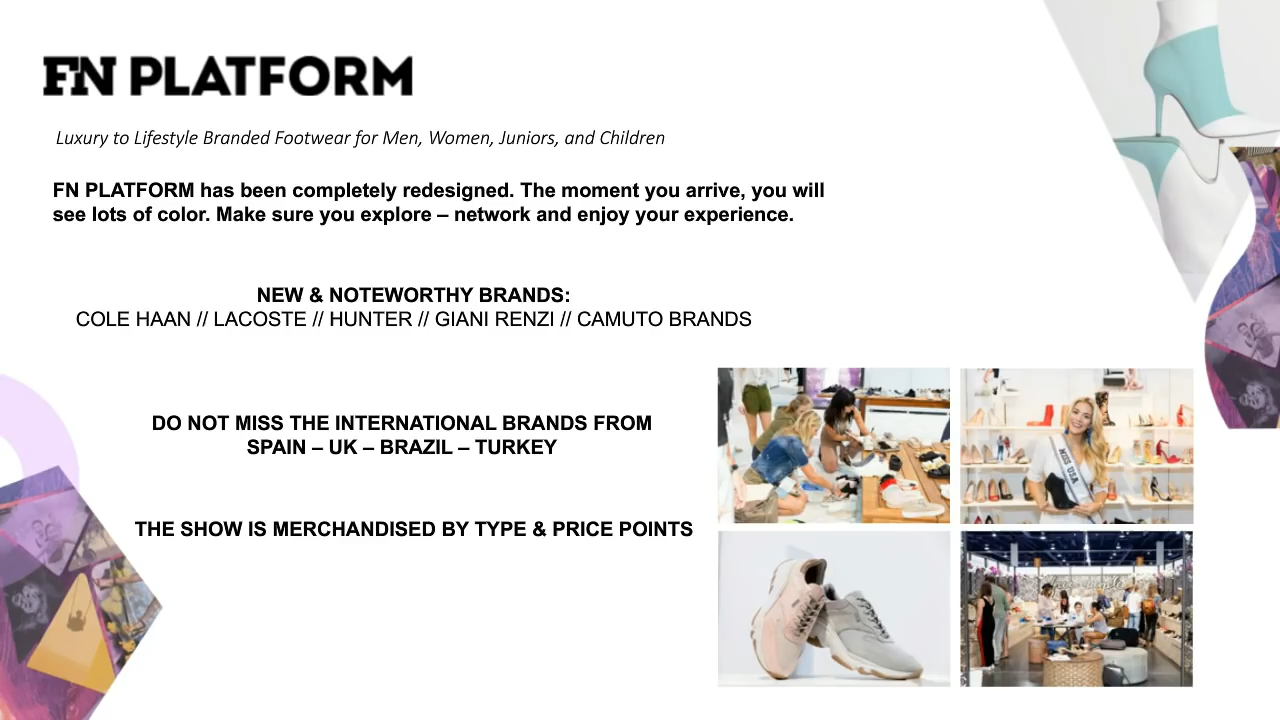 FN PLATFORM
Luxury to Lifestyle Branded Footwear for Men, Women, Juniors, and Children
FN PLATFORM has been completely redesigned. The moment you arrive, you will
see lots of color. Make sure you explore – network and enjoy your experience.
NEW & NOTEWORTHY BRANDS:
COLE HAAN // LACOSTE // HUNTER // GIANI RENZI // CAMUTO BRANDS
DO NOT MISS THE INTERNATIONAL BRANDS FROM
SPAIN – UK – BRAZIL – TURKEY
THE SHOW IS MERCHANDISED BY TYPE & PRICE POINTS
MISS USA